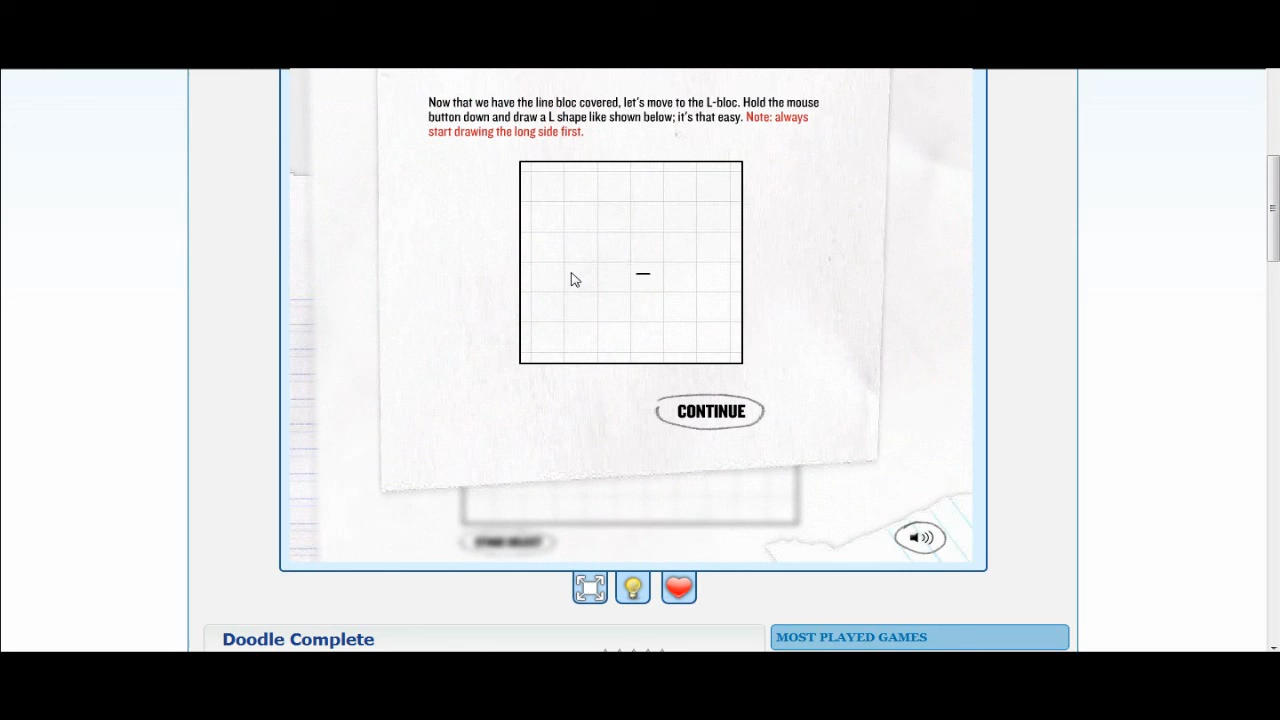 Now that we have the line bloc covered, let's move to the L-bloc. Hold the mouse
button down and draw a L shape like shown below; it's that easy. Note: always
start drawing the long side first.
CONTINUE
Doodle Complete
MOST PLAYED GAMES